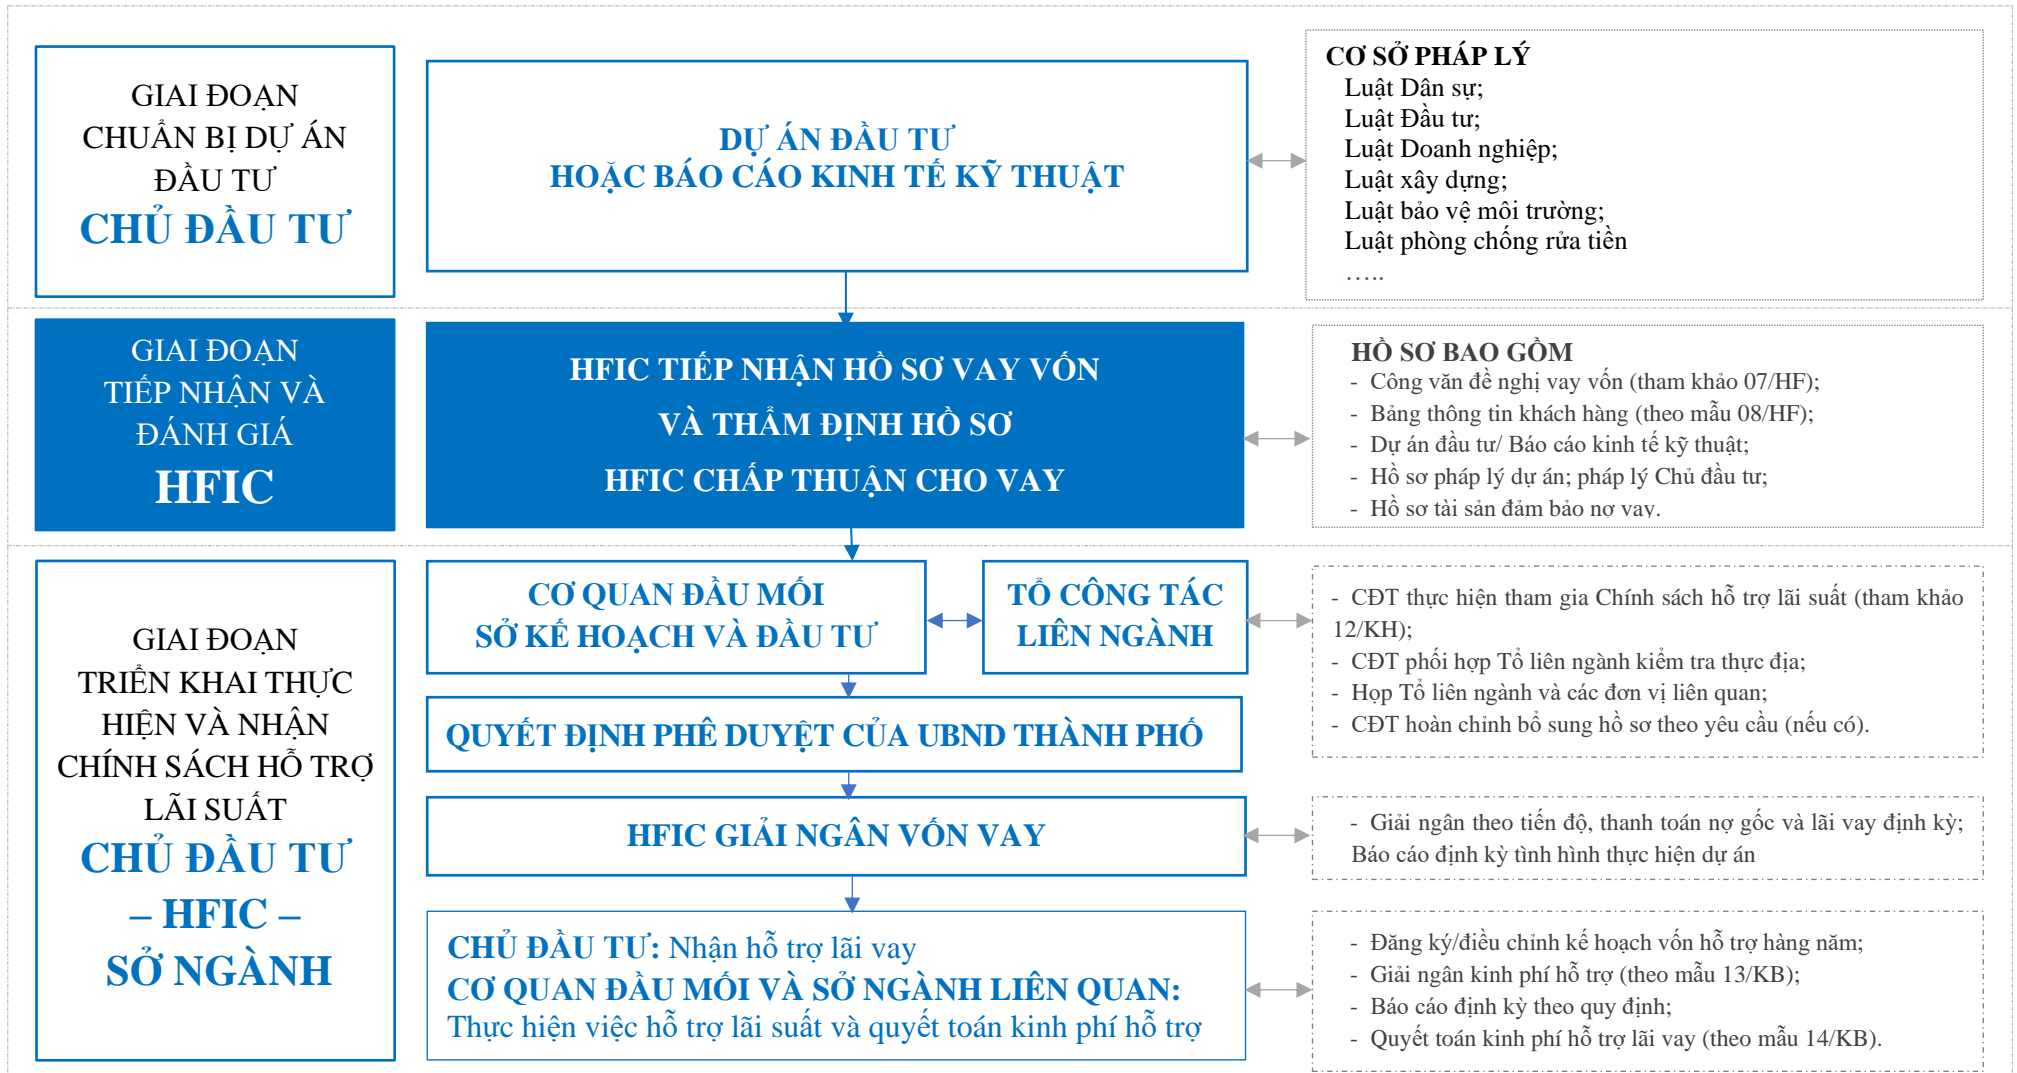 GIAI ĐOẠN
CHUẨN BỊ DỰ ÁN
ĐẦU TƯ
CHỦ ĐẦU TƯ
DỰ ÁN ĐẦU TƯ
HOẶC BÁO CÁO KINH TẾ KỸ THUẬT
CƠ SỞ PHÁP LÝ
Luật Dân sự;
Luật Đầu tư;
Luật Doanh nghiệp;
Luật xây dựng;
Luật bảo vệ môi trường;
Luật phòng chống rửa tiền
…..
GIAI ĐOẠN
TIẾP NHẬN VÀ
ĐÁNH GIÁ
HFIC
HFIC TIẾP NHẬN HỒ SƠ VAY VỐN
VÀ THẨM ĐỊNH HỒ SƠ
HFIC CHẤP THUẬN CHO VAY
HỒ SƠ BAO GỒM
- Công văn đề nghị vay vốn (tham khảo 07/HF);
- Bảng thông tin khách hàng (theo mẫu 08/HF);
- Dự án đầu tư/ Báo cáo kinh tế kỹ thuật;
- Hồ sơ pháp lý dự án; pháp lý Chủ đầu tư;
- Hồ sơ tài sản đảm bảo nợ vay.
GIAI ĐOẠN
TRIỂN KHAI THỰC
HIỆN VÀ NHẬN
CHÍNH SÁCH HỖ TRỢ
LÃI SUẤT
CHỦ ĐẦU TƯ
– HFIC –
SỞ NGÀNH
CƠ QUAN ĐẦU MỐI
SỞ KẾ HOẠCH VÀ ĐẦU TƯ
TỔ CÔNG TÁC
LIÊN NGÀNH
- CĐT thực hiện tham gia Chính sách hỗ trợ lãi suất (tham khảo
12/KH);
- CĐT phối hợp Tổ liên ngành kiểm tra thực địa;
- Họp Tổ liên ngành và các đơn vị liên quan;
- CĐT hoàn chỉnh bổ sung hồ sơ theo yêu cầu (nếu có).
QUYẾT ĐỊNH PHÊ DUYỆT CỦA UBND THÀNH PHỐ
HFIC GIẢI NGÂN VỐN VAY
- Giải ngân theo tiến độ, thanh toán nợ gốc và lãi vay định kỳ;
Báo cáo định kỳ tình hình thực hiện dự án
CHỦ ĐẦU TƯ: Nhận hỗ trợ lãi vay
CƠ QUAN ĐẦU MỐI VÀ SỞ NGÀNH LIÊN QUAN:
Thực hiện việc hỗ trợ lãi suất và quyết toán kinh phí hỗ trợ
- Đăng ký/điều chỉnh kế hoạch vốn hỗ trợ hàng năm;
- Giải ngân kinh phí hỗ trợ (theo mẫu 13/KB);
- Báo cáo định kỳ theo quy định;
- Quyết toán kinh phí hỗ trợ lãi vay (theo mẫu 14/KB).